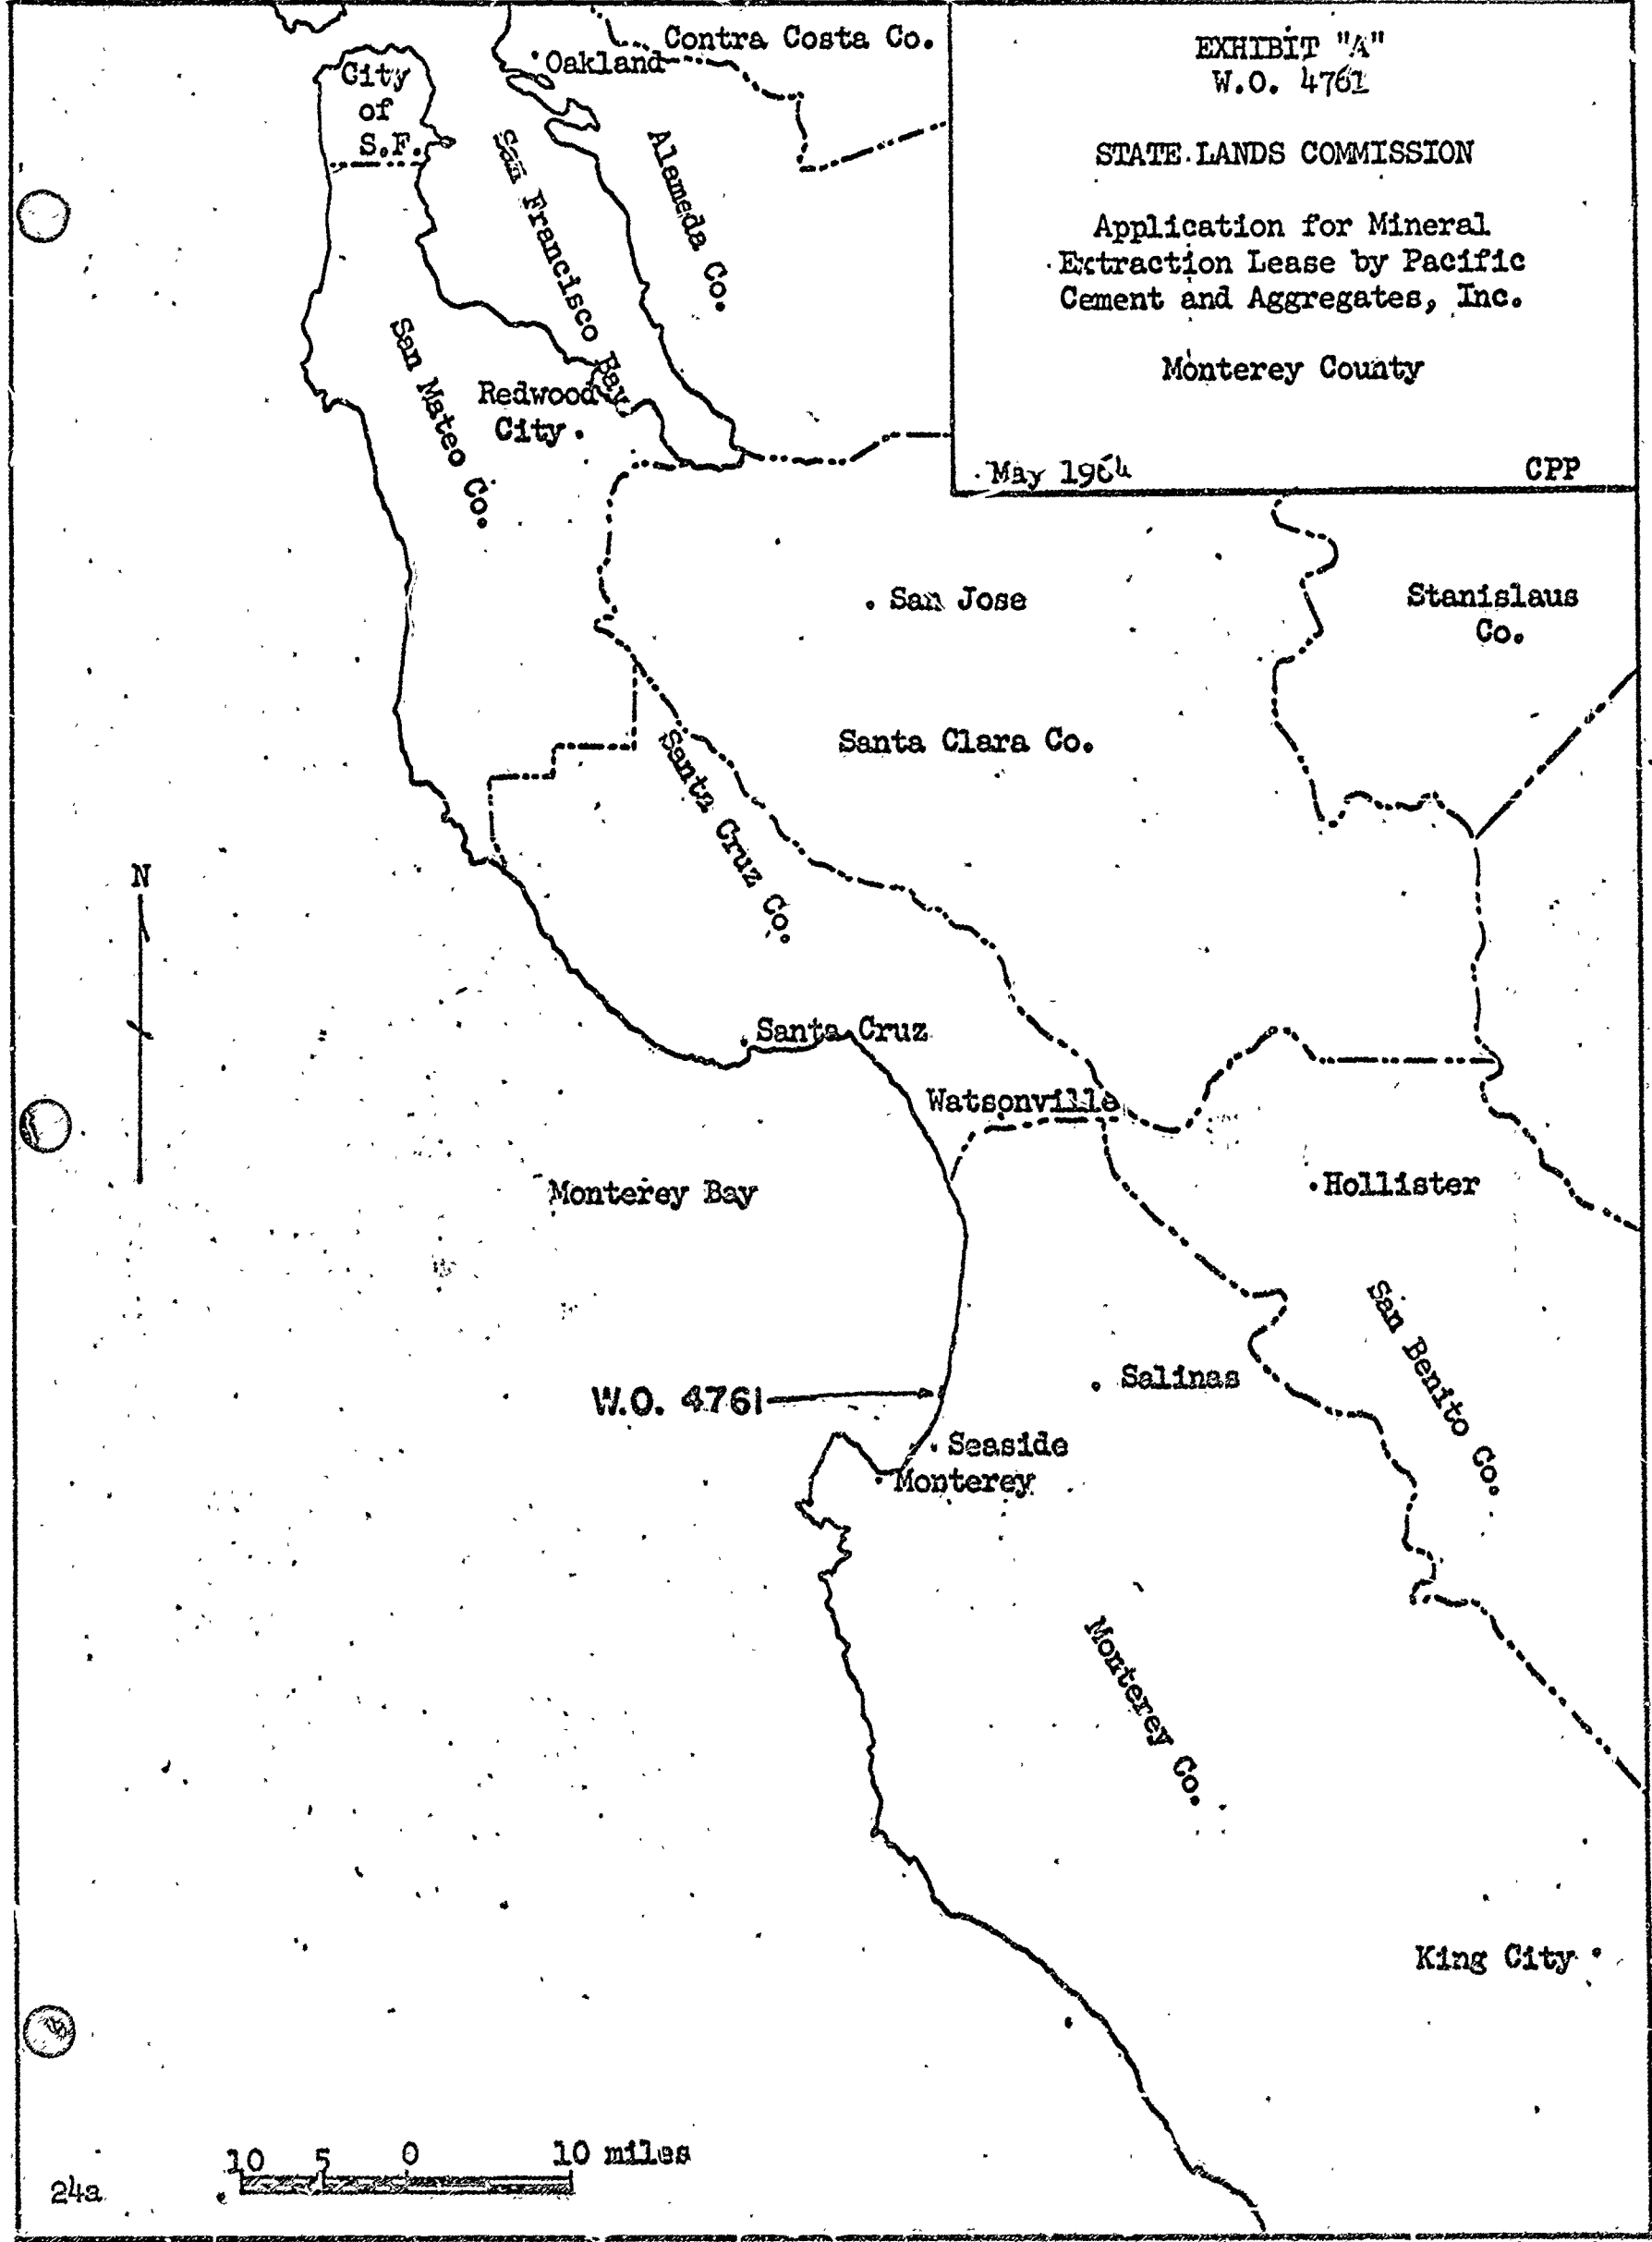 EXHIBIT "A"
W.O. 4761
STATE LANDS COMMISSION
Application for Mineral
Extraction Lease by Pacific
Cement and Aggregates, Inc.
Monterey County
May 1964
CPP
Contra Costa Co.
Oakland
City
of
S.F.
San Francisco Bay
Alameda Co.
San Mateo Co.
Redwood
City
San Jose
Stanislaus
Co.
Santa Clara Co.
Santa Cruz Co.
N
Santa Cruz
Watsonville
Monterey Bay
Hollister
San Benito Co.
Salinas
W.O. 4761
Seaside
Monterey
Monterey Co.
King City
10 5 0 10 miles
24a